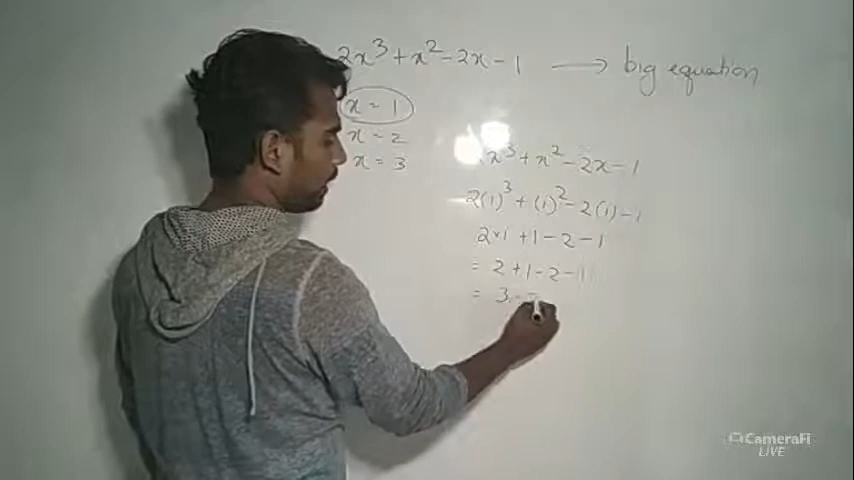 2x³ + x² - 2x - 1 → big equation
x = 1
x = 2
x = 3
x³ + x² - 2x - 1
2(1)³ + (1)² - 2(1) - 1
2×1 + 1 - 2 - 1
= 2 + 1 - 2 - 1
= 3 -
CameraFi
LIVE